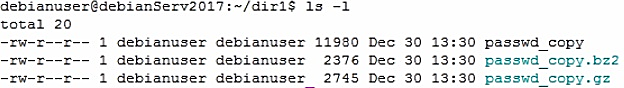 debianuser@debianServ2017:~/dir1$ ls -l
total 20
-rw-r--r-- 1 debianuser debianuser 11980 Dec 30 13:30 passwd_copy
-rw-r--r-- 1 debianuser debianuser  2376 Dec 30 13:30 passwd_copy.bz2
-rw-r--r-- 1 debianuser debianuser_ 2745 Dec 30 13:30 passwd_copy.gz